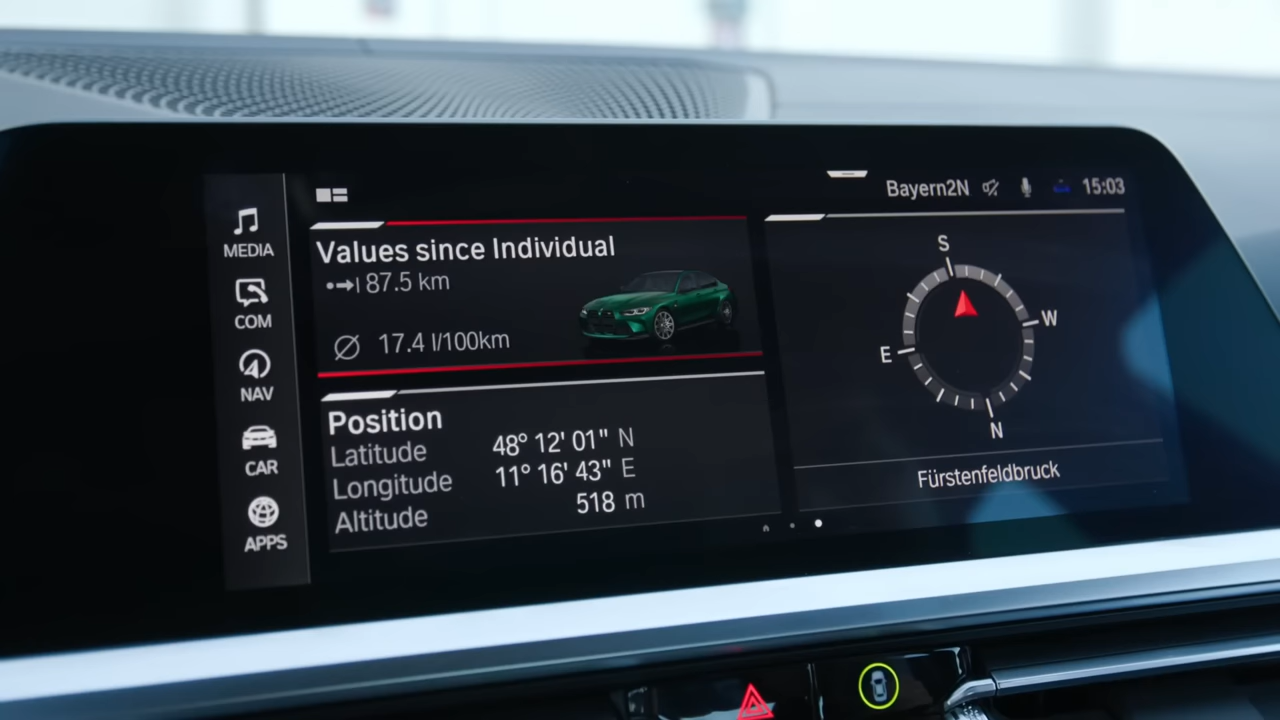 Bayern2N 15:03
MEDIA
COM
NAV
CAR
APPS
Values since Individual
87.5 km
Ø 17.4 l/100km
Position
Latitude 48° 12' 01" N
Longitude 11° 16' 43" E
Altitude 518 m
S
W
E
N
Fürstenfeldbruck